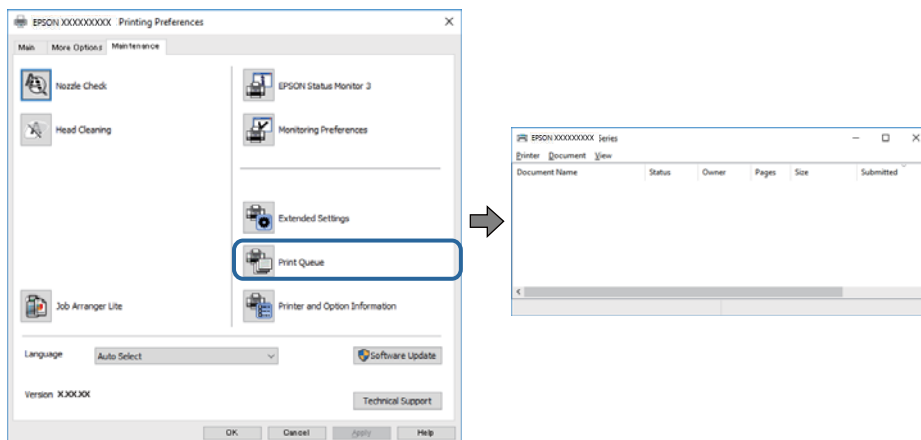 EPSON XXXXXXXXX Printing Preferences
Main More Options Maintenance
Nozzle Check
Head Cleaning
Job Arranger Lite
EPSON Status Monitor 3
Monitoring Preferences
Extended Settings
Print Queue
Printer and Option Information
Language Auto Select Software Update
Version X.XX.XX
Technical Support
OK Cancel Apply Help
EPSON XXXXXXXXX Series
Printer Document View
Document Name Status Owner Pages Size Submitted